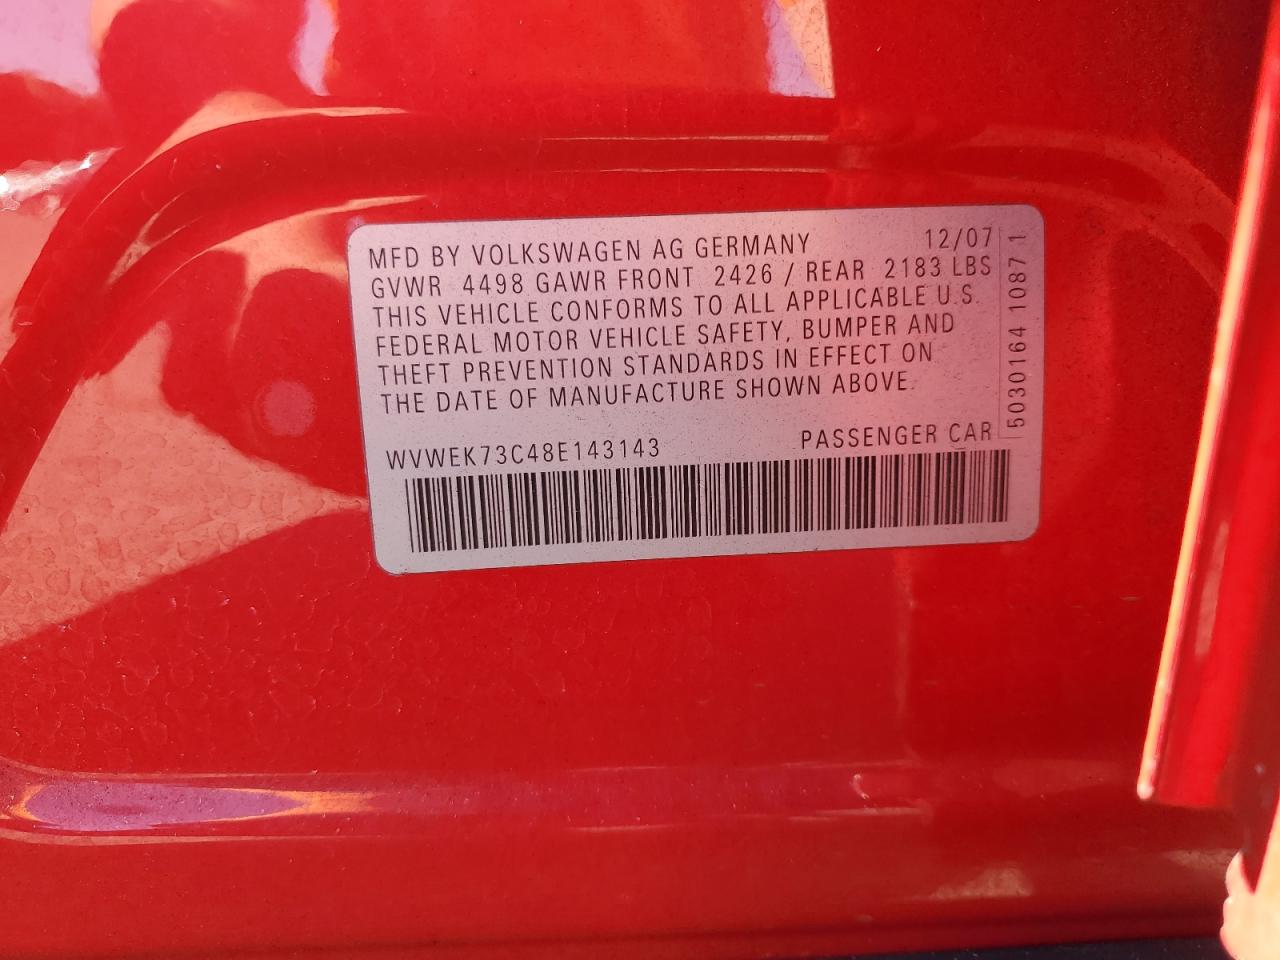 MFD BY VOLKSWAGEN AG GERMANY 12/07
GVWR 4498 GAWR FRONT 2426 / REAR 2183 LBS
THIS VEHICLE CONFORMS TO ALL APPLICABLE U.S.
FEDERAL MOTOR VEHICLE SAFETY, BUMPER AND
THEFT PREVENTION STANDARDS IN EFFECT ON
THE DATE OF MANUFACTURE SHOWN ABOVE.
WVWEK73C48E143143 PASSENGER CAR
5030164 1087 1